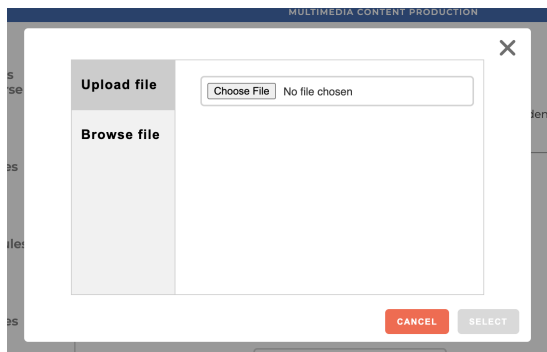 MULTIMEDIA CONTENT PRODUCTION
Upload file
Choose File No file chosen
Browse file
CANCEL
SELECT